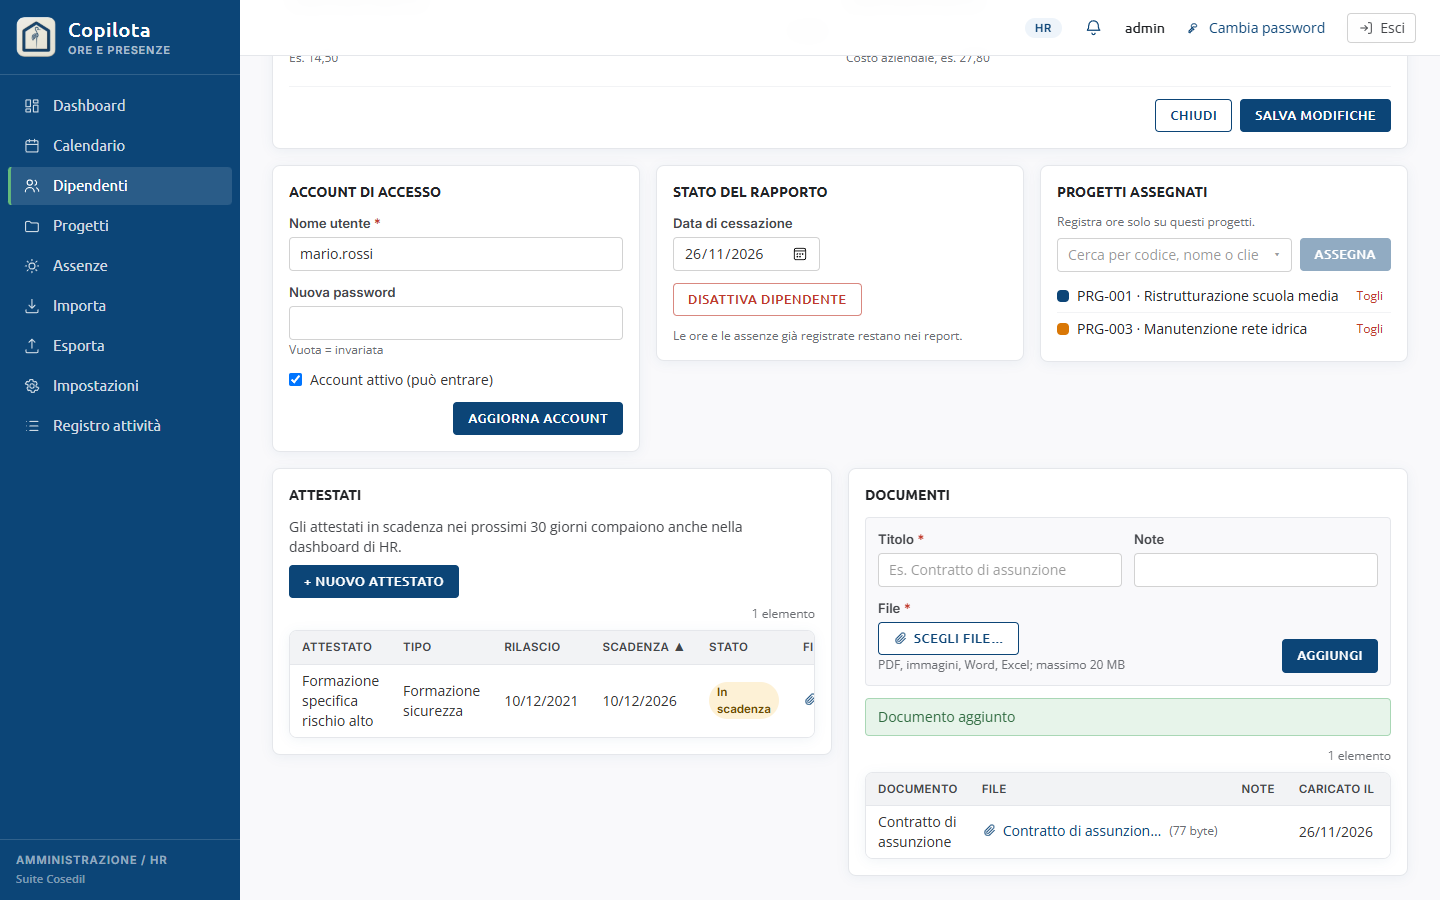 Copilota
ORE E PRESENZE
HR
admin
Cambia password
Esci
Dashboard
Calendario
Dipendenti
Progetti
Assenze
Importa
Esporta
Impostazioni
Registro attività
AMMINISTRAZIONE / HR
Suite Cosedil
Es. 14,50
Costo aziendale, es. 27,80
CHIUDI
SALVA MODIFICHE
ACCOUNT DI ACCESSO
Nome utente *
mario.rossi
Nuova password
Vuota = invariata
Account attivo (può entrare)
AGGIORNA ACCOUNT
STATO DEL RAPPORTO
Data di cessazione
26/11/2026
DISATTIVA DIPENDENTE
Le ore e le assenze già registrate restano nei report.
PROGETTI ASSEGNATI
Registra ore solo su questi progetti.
Cerca per codice, nome o clie
ASSEGNA
PRG-001 · Ristrutturazione scuola media Togli
PRG-003 · Manutenzione rete idrica Togli
ATTESTATI
Gli attestati in scadenza nei prossimi 30 giorni compaiono anche nella
dashboard di HR.
+ NUOVO ATTESTATO
1 elemento
ATTESTATO TIPO RILASCIO SCADENZA ▲ STATO FI
Formazione
specifica
rischio alto
Formazione
sicurezza
10/12/2021
10/12/2026
In
scadenza
DOCUMENTI
Titolo * Note
Es. Contratto di assunzione
File *
SCEGLI FILE...
PDF, immagini, Word, Excel; massimo 20 MB
AGGIUNGI
Documento aggiunto
1 elemento
DOCUMENTO FILE NOTE CARICATO IL
Contratto di
assunzione
Contratto di assunzion... (77 byte)
26/11/2026